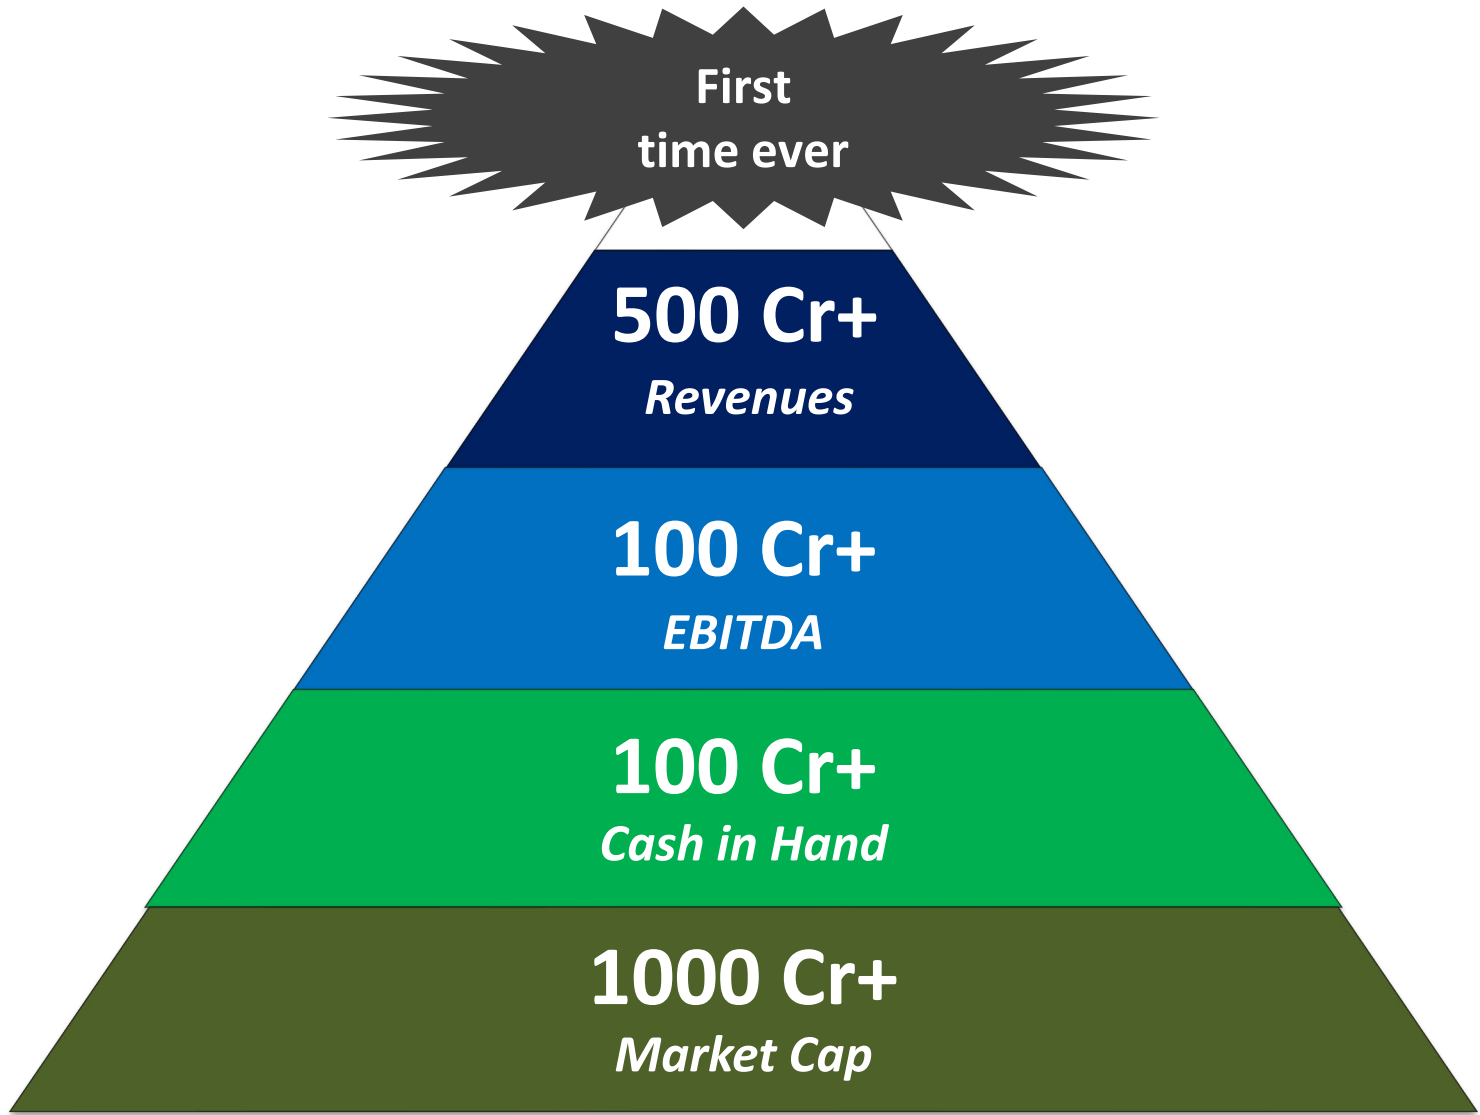 First
time ever
500 Cr+
Revenues
100 Cr+
EBITDA
100 Cr+
Cash in Hand
1000 Cr+
Market Cap